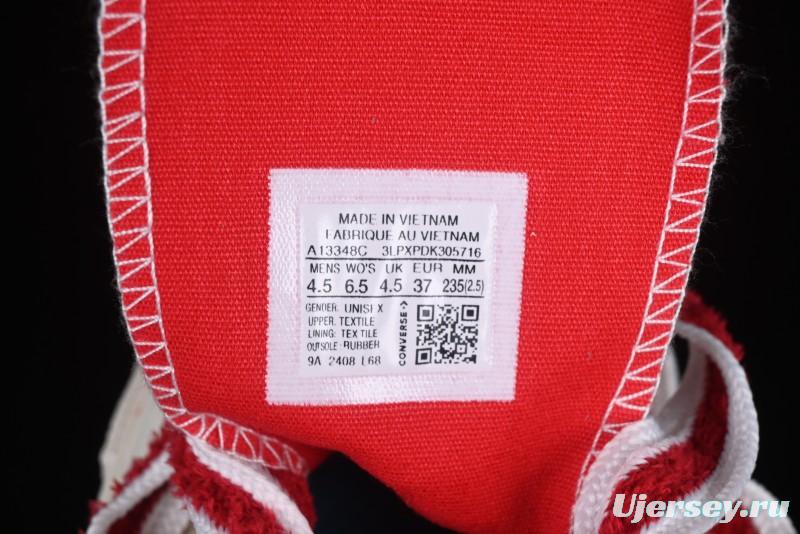 MADE IN VIETNAM
FABRIQUE AU VIETNAM
A13348C 3LPXPDK305716
MENS WO'S UK EUR MM
4.5 6.5 4.5 37 235(2.5)
GENDER: UNISEX
UPPER: TEXTILE
LINING: TEXTILE
OUTSOLE: RUBBER
9A 2408 L68
CONVERSE
Ujersey.ru